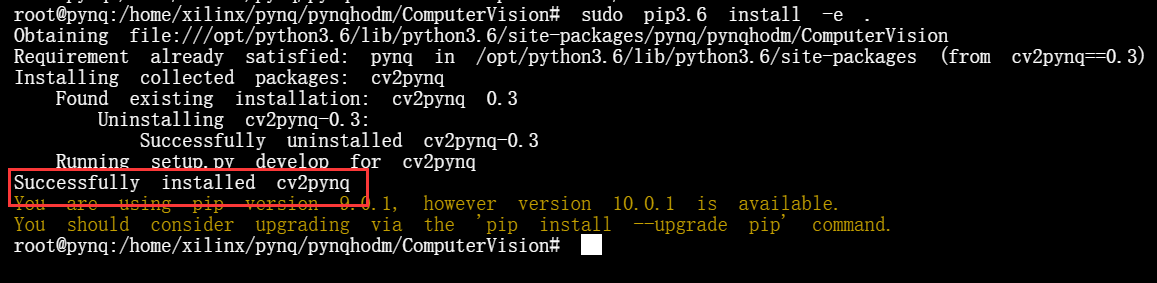 root@pynq:/home/xilinx/pynq/pynqhodm/ComputerVision# sudo pip3.6 install -e .
Obtaining file:///opt/python3.6/lib/python3.6/site-packages/pynq/pynqhodm/ComputerVision
Requirement already satisfied: pynq in /opt/python3.6/lib/python3.6/site-packages (from cv2pynq==0.3)
Installing collected packages: cv2pynq
Found existing installation: cv2pynq 0.3
Uninstalling cv2pynq-0.3:
Successfully uninstalled cv2pynq-0.3
Running setup.py develop for cv2pynq
Successfully installed cv2pynq
You are using pip version 9.0.1, however version 10.0.1 is available.
You should consider upgrading via the 'pip install --upgrade pip' command.
root@pynq:/home/xilinx/pynq/pynqhodm/ComputerVision#